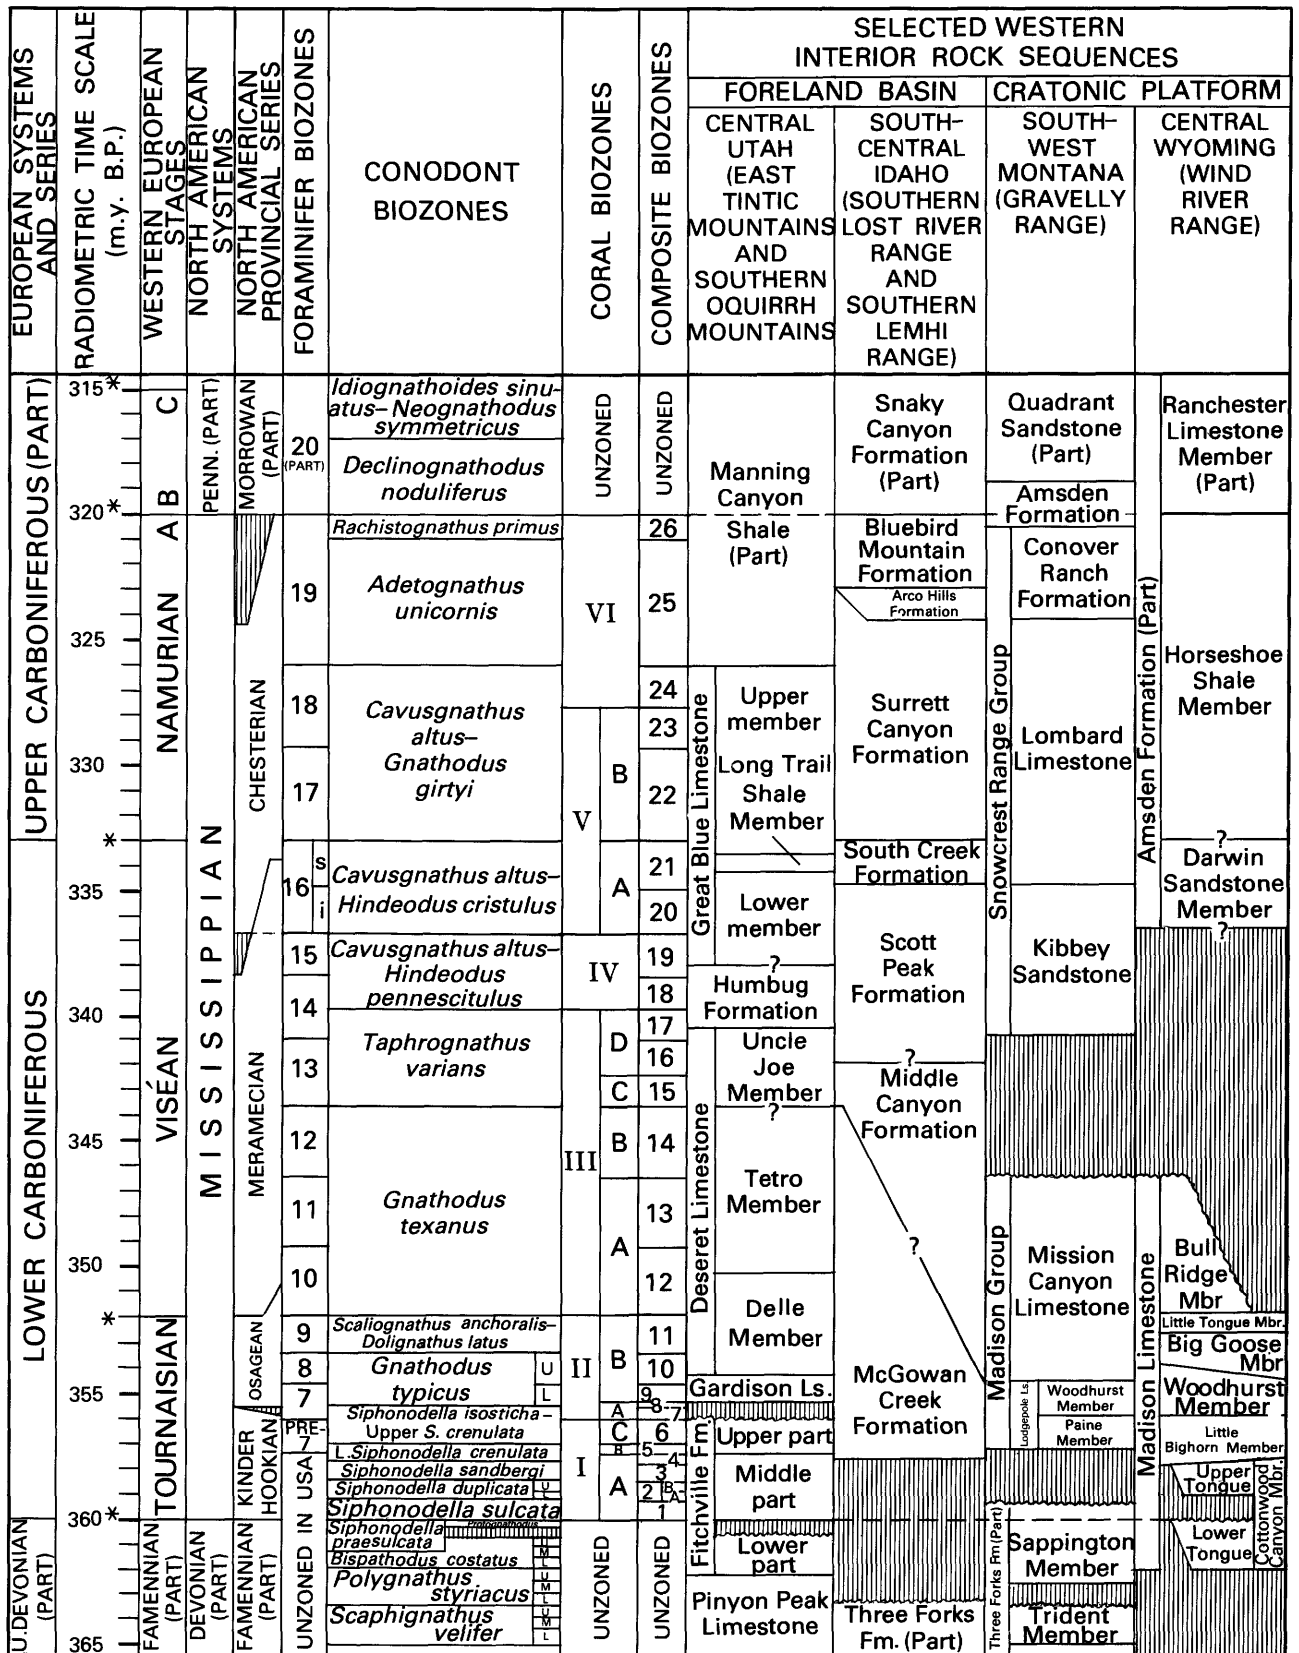 SELECTED WESTERN
INTERIOR ROCK SEQUENCES
FORELAND BASIN
CRATONIC PLATFORM
EUROPEAN SYSTEMS
AND SERIES
RADIOMETRIC TIME SCALE
(m.y. B.P.)
WESTERN EUROPEAN
STAGES
NORTH AMERICAN
SYSTEMS
NORTH AMERICAN
PROVINCIAL SERIES
FORAMINIFER BIOZONES
CONODONT
BIOZONES
CORAL BIOZONES
COMPOSITE BIOZONES
CENTRAL
UTAH
(EAST
TINTIC
MOUNTAINS
AND
SOUTHERN
OQUIRRH
MOUNTAINS
SOUTH-
CENTRAL
IDAHO
(SOUTHERN
LOST RIVER
RANGE
AND
SOUTHERN
LEMHI
RANGE)
SOUTH-
WEST
MONTANA
(GRAVELLY
RANGE)
CENTRAL
WYOMING
(WIND
RIVER
RANGE)
UPPER CARBONIFEROUS (PART)
LOWER CARBONIFEROUS
U. DEVONIAN
(PART)
315*
320*
325
330
*
335
340
345
350
*
355
360*
365
C
B
A
NAMURIAN
VISÉAN
TOURNAISIAN
FAMENNIAN
(PART)
PENN. (PART)
MISSISSIPPIAN
DEVONIAN
(PART)
MORROWAN
(PART)
CHESTERIAN
MERAMECIAN
OSAGEAN
KINDER
HOOKIAN
FAMENNIAN
(PART)
20
(PART)
19
18
17
16
s
i
15
14
13
12
11
10
9
8
7
PRE-
7
UNZONED IN USA
Idiognathoides sinu-
atus–Neognathodus
symmetricus
Declinognathodus
noduliferus
Rachistognathus primus
Adetognathus
unicornis
Cavusgnathus
altus–
Gnathodus
girtyi
Cavusgnathus altus–
Hindeodus cristulus
Cavusgnathus altus–
Hindeodus
pennescitulus
Taphrognathus
varians
Gnathodus
texanus
Scaliognathus anchoralis–
Dolignathus latus
Gnathodus
typicus
U
L
Siphonodella isosticha–
Upper S. crenulata
L. Siphonodella crenulata
Siphonodella sandbergi
Siphonodella duplicata
U
L
Siphonodella sulcata
Siphonodella
praesulcata
Protognathodus
U
M
L
Bispathodus costatus
U
M
L
Polygnathus
styriacus
U
M
L
Scaphignathus
velifer
U
M
L
UNZONED
VI
V
B
A
IV
III
D
C
B
A
II
B
A
I
C
B
A
UNZONED
UNZONED
26
25
24
23
22
21
20
19
18
17
16
15
14
13
12
11
10
9
8
7
6
5
4
3
2
B
A
1
UNZONED
Manning
Canyon
Shale
(Part)
Great Blue Limestone
Upper
member
Long Trail
Shale
Member
Lower
member
?
Humbug
Formation
Deseret Limestone
Uncle
Joe
Member
?
Tetro
Member
Delle
Member
Gardison Ls.
Fitchville Fm.
Upper part
Middle
part
Lower
part
Pinyon Peak
Limestone
Snaky
Canyon
Formation
(Part)
Bluebird
Mountain
Formation
Arco Hills
Formation
Surrett
Canyon
Formation
South Creek
Formation
Scott
Peak
Formation
?
Middle
Canyon
Formation
?
McGowan
Creek
Formation
Three Forks
Fm. (Part)
Quadrant
Sandstone
(Part)
Amsden
Formation
Snowcrest Range Group
Conover
Ranch
Formation
Lombard
Limestone
Kibbey
Sandstone
Madison Group
Mission
Canyon
Limestone
Lodgepole Ls.
Woodhurst
Member
Paine
Member
Three Forks Fm (Part)
Sappington
Member
Trident
Member
Ranchester
Limestone
Member
(Part)
Amsden Formation (Part)
Horseshoe
Shale
Member
?
Darwin
Sandstone
Member
?
Madison Limestone
Bull
Ridge
Mbr
Little Tongue Mbr.
Big Goose
Mbr
Woodhurst
Member
Little
Bighorn Member
Upper
Tongue
Lower
Tongue
Cottonwood
Canyon Mbr.